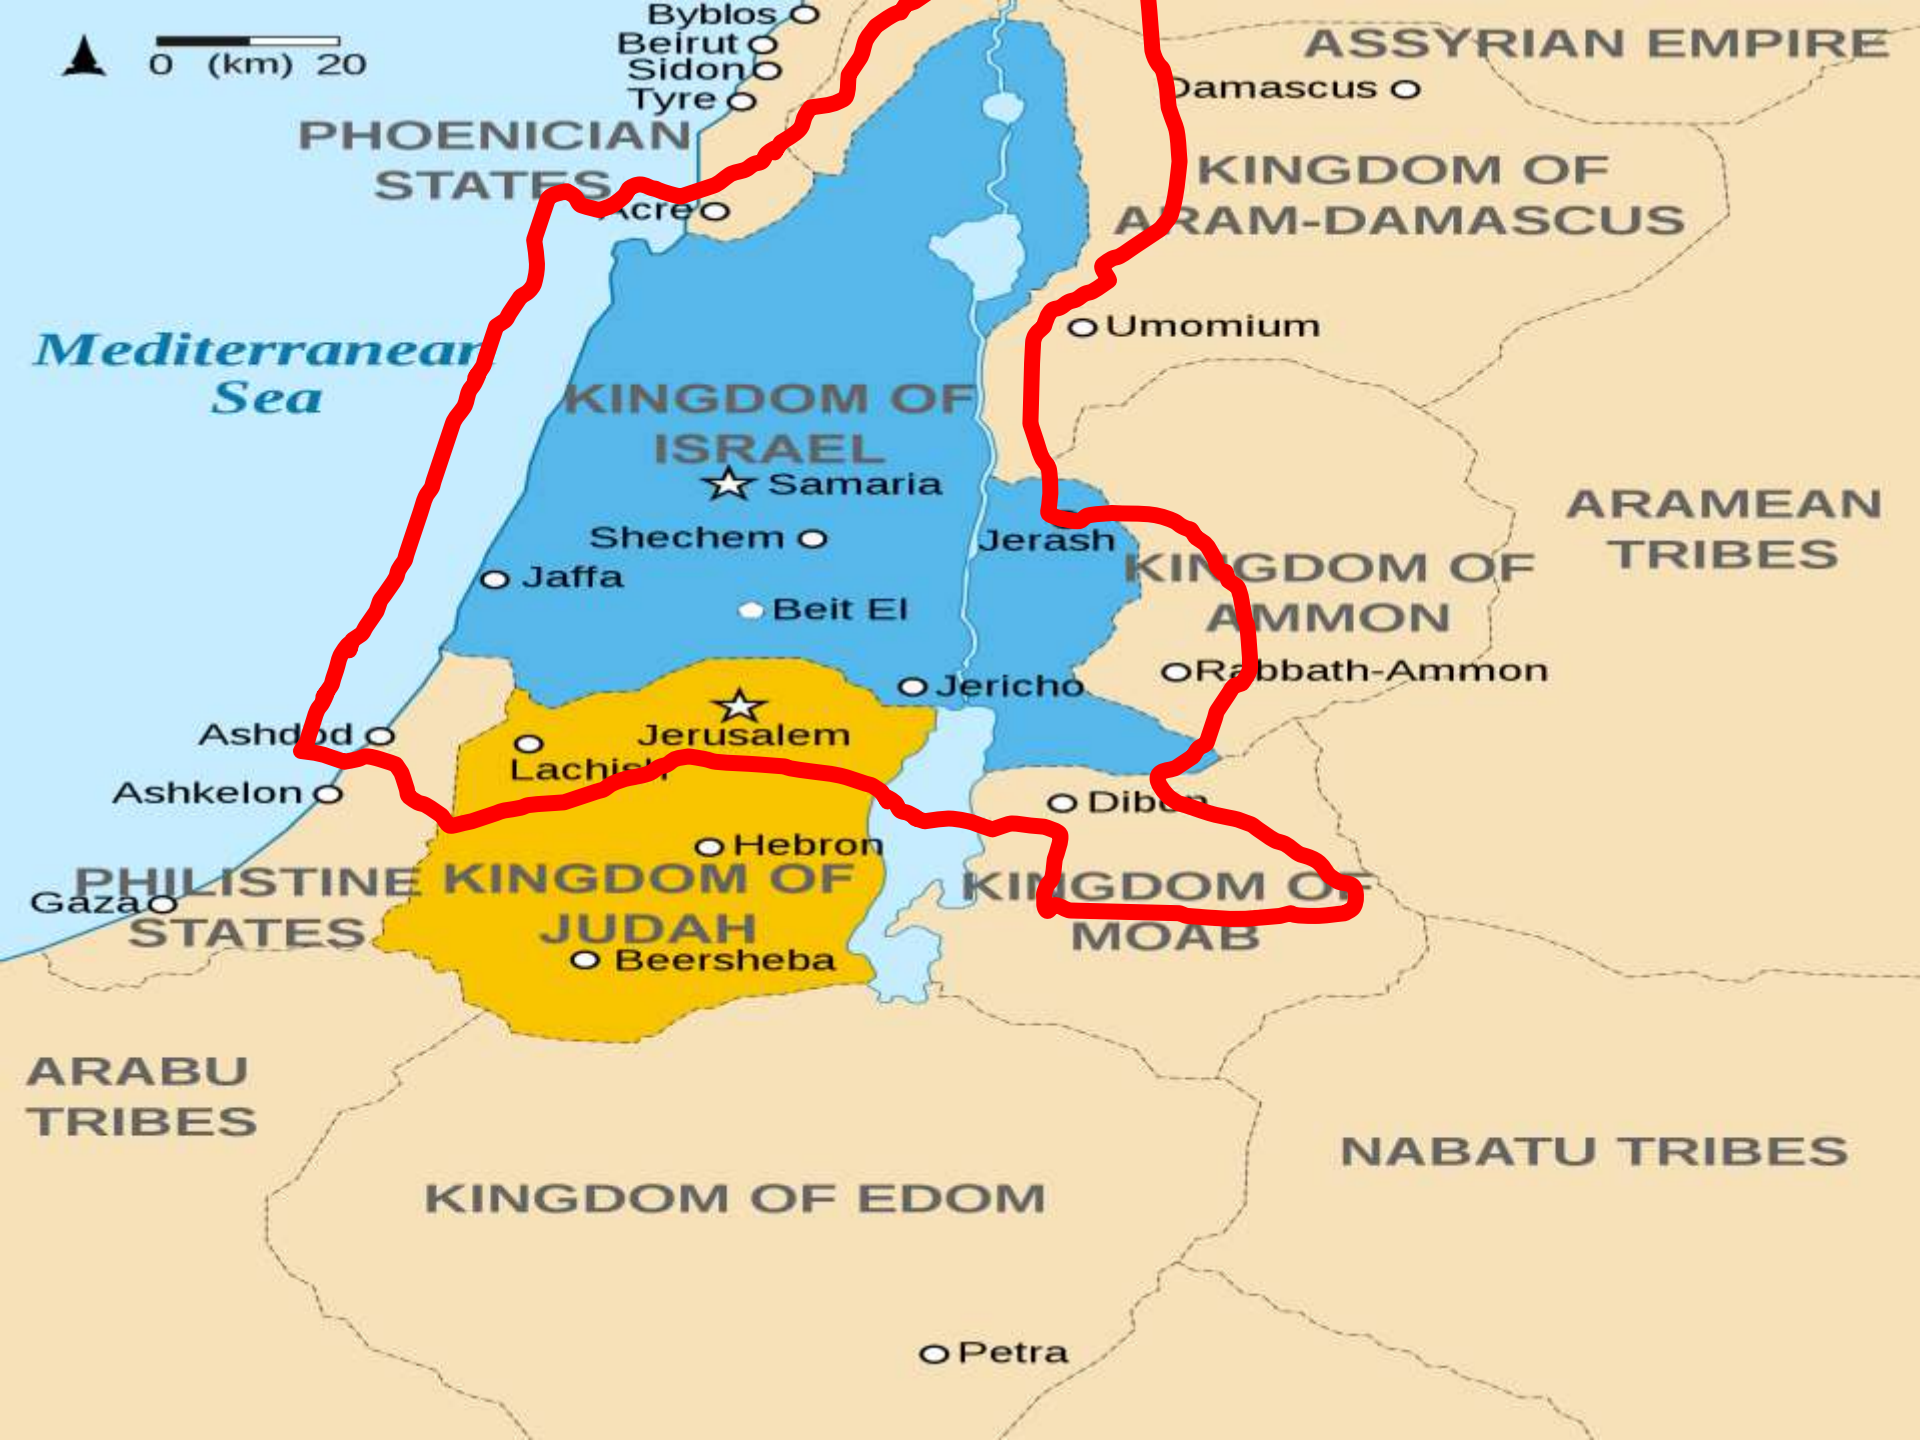 Byblos
Beirut
Sidon
Tyre
0 (km) 20
ASSYRIAN EMPIRE
Damascus
PHOENICIAN
STATES
Acre
KINGDOM OF
ARAM-DAMASCUS
Mediterranean
Sea
Umomium
KINGDOM OF
ISRAEL
Samaria
Shechem
Jerash
Jaffa
Beit El
KINGDOM OF
AMMON
ARAMEAN
TRIBES
Rabbath-Ammon
Jericho
Ashdod
Jerusalem
Lachish
Ashkelon
Dibon
Hebron
PHILISTINE
STATES
Gaza
KINGDOM OF
JUDAH
KINGDOM OF
MOAB
Beersheba
ARABU
TRIBES
NABATU TRIBES
KINGDOM OF EDOM
Petra